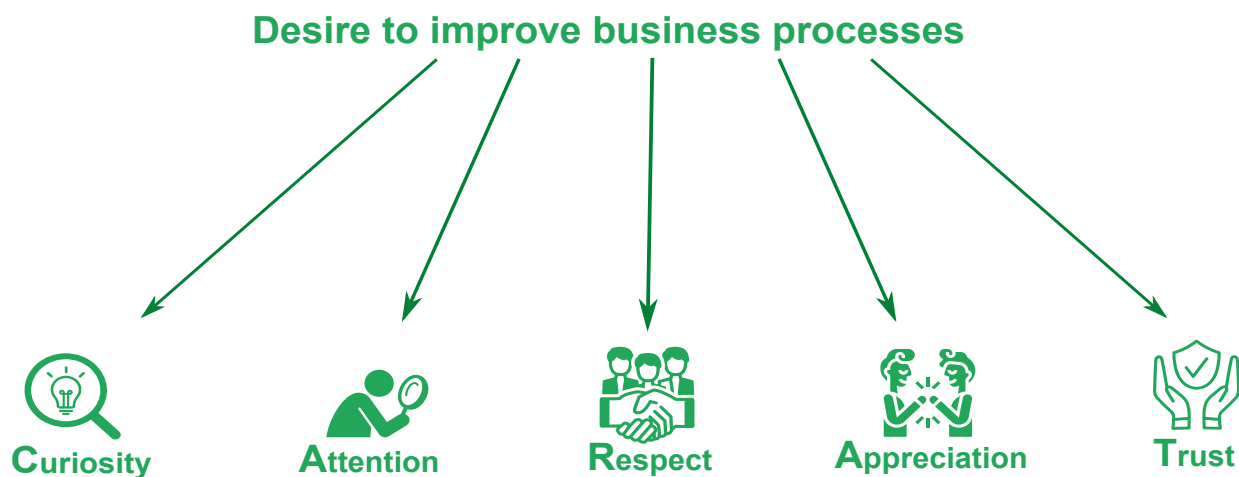 Desire to improve business processes
Curiosity
Attention
Respect
Appreciation
Trust